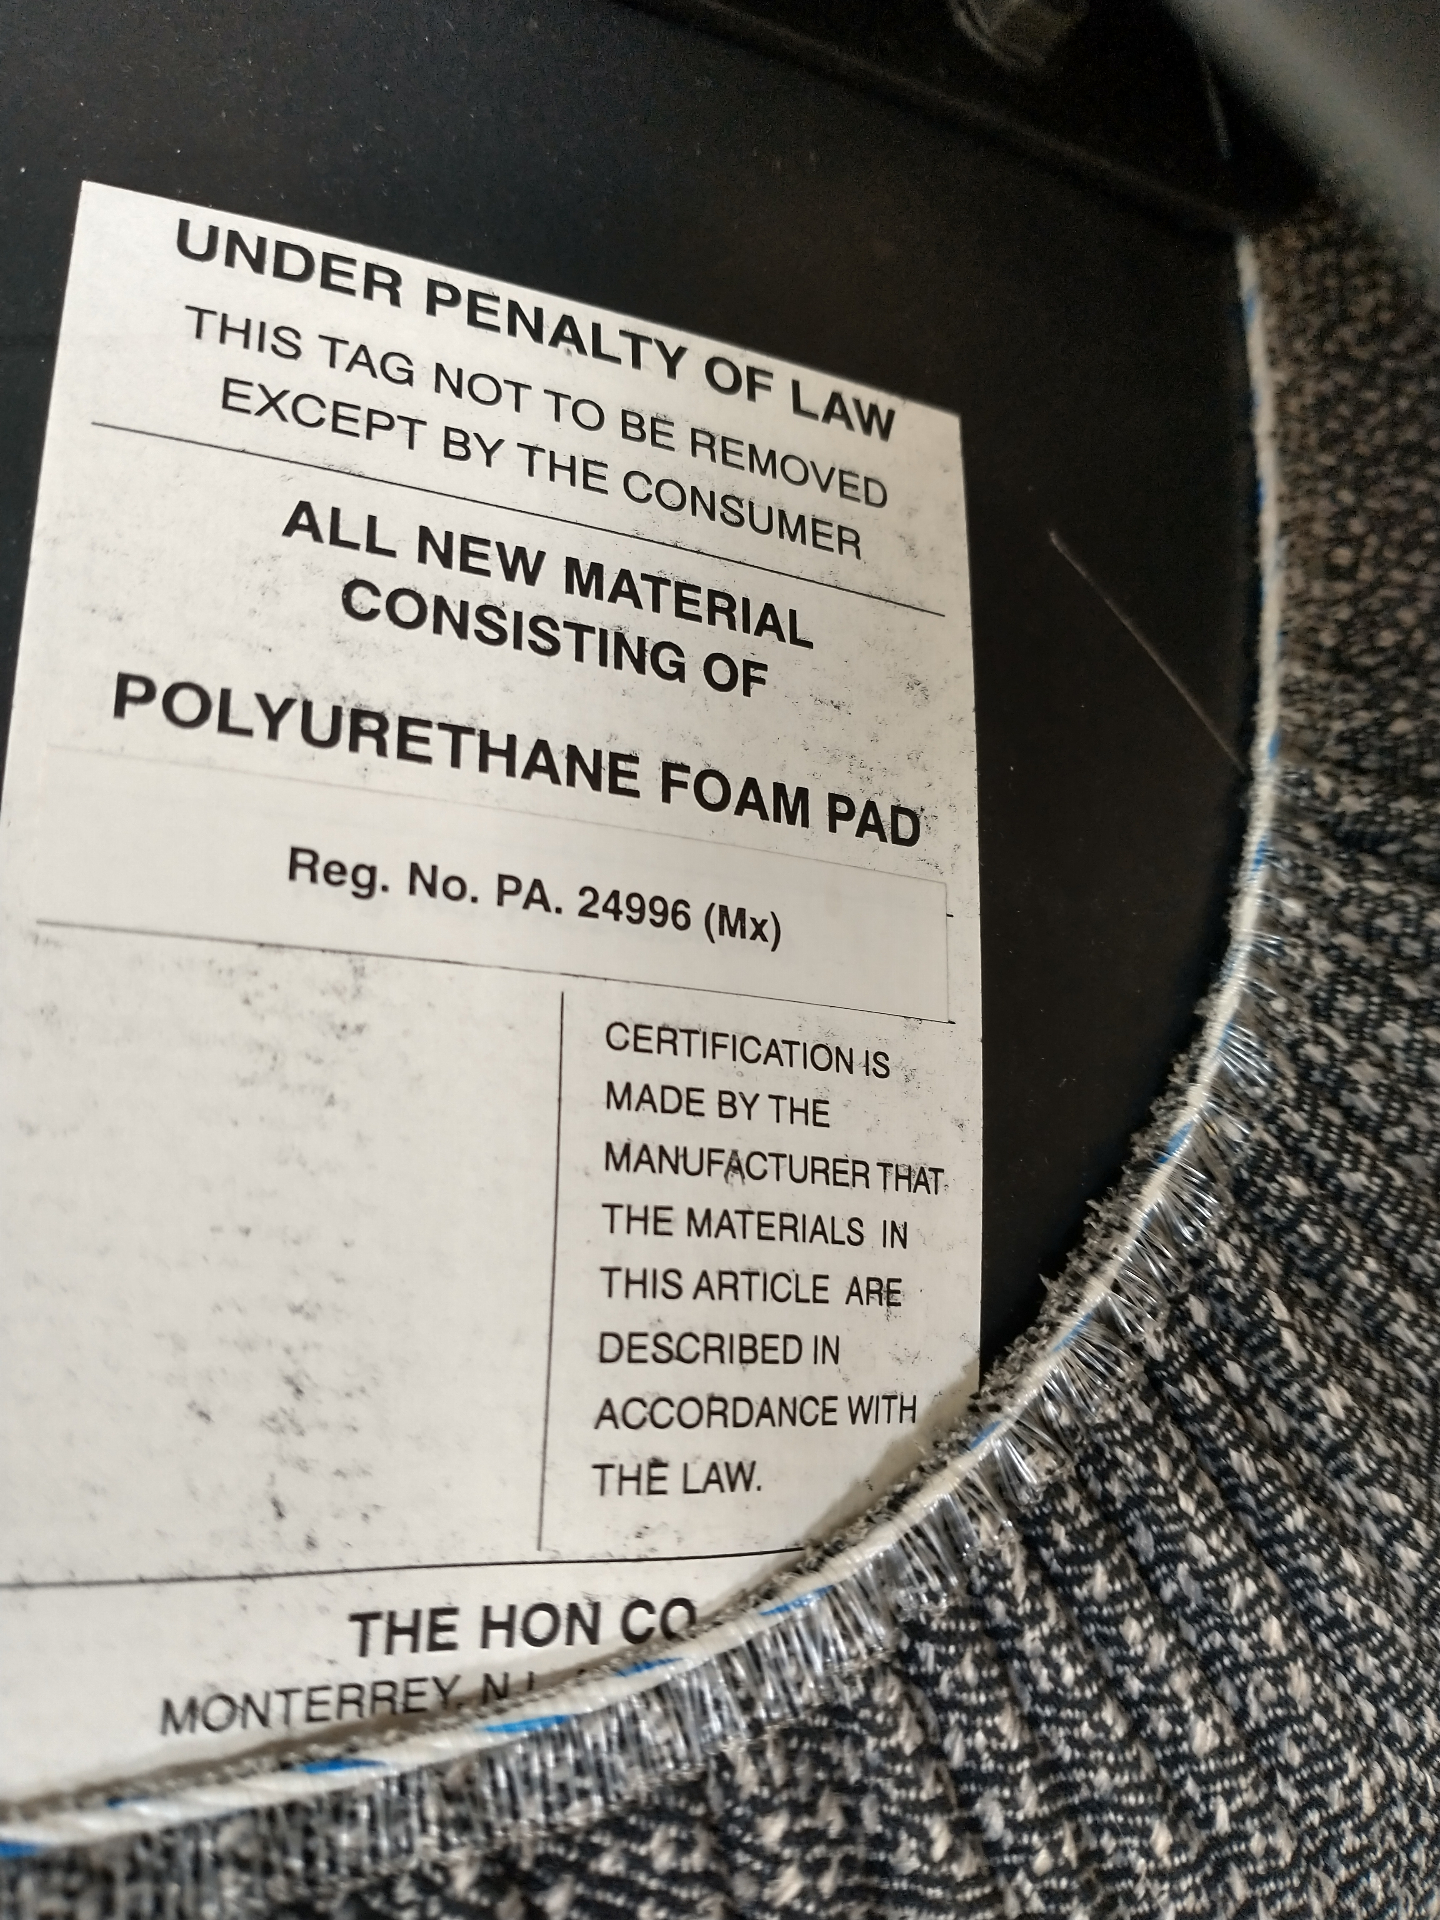 UNDER PENALTY OF LAW
THIS TAG NOT TO BE REMOVED
EXCEPT BY THE CONSUMER
ALL NEW MATERIAL
CONSISTING OF
POLYURETHANE FOAM PAD
Reg. No. PA. 24996 (Mx)
CERTIFICATION IS
MADE BY THE
MANUFACTURER THAT
THE MATERIALS IN
THIS ARTICLE ARE
DESCRIBED IN
ACCORDANCE WITH
THE LAW.
THE HON CO
MONTERREY